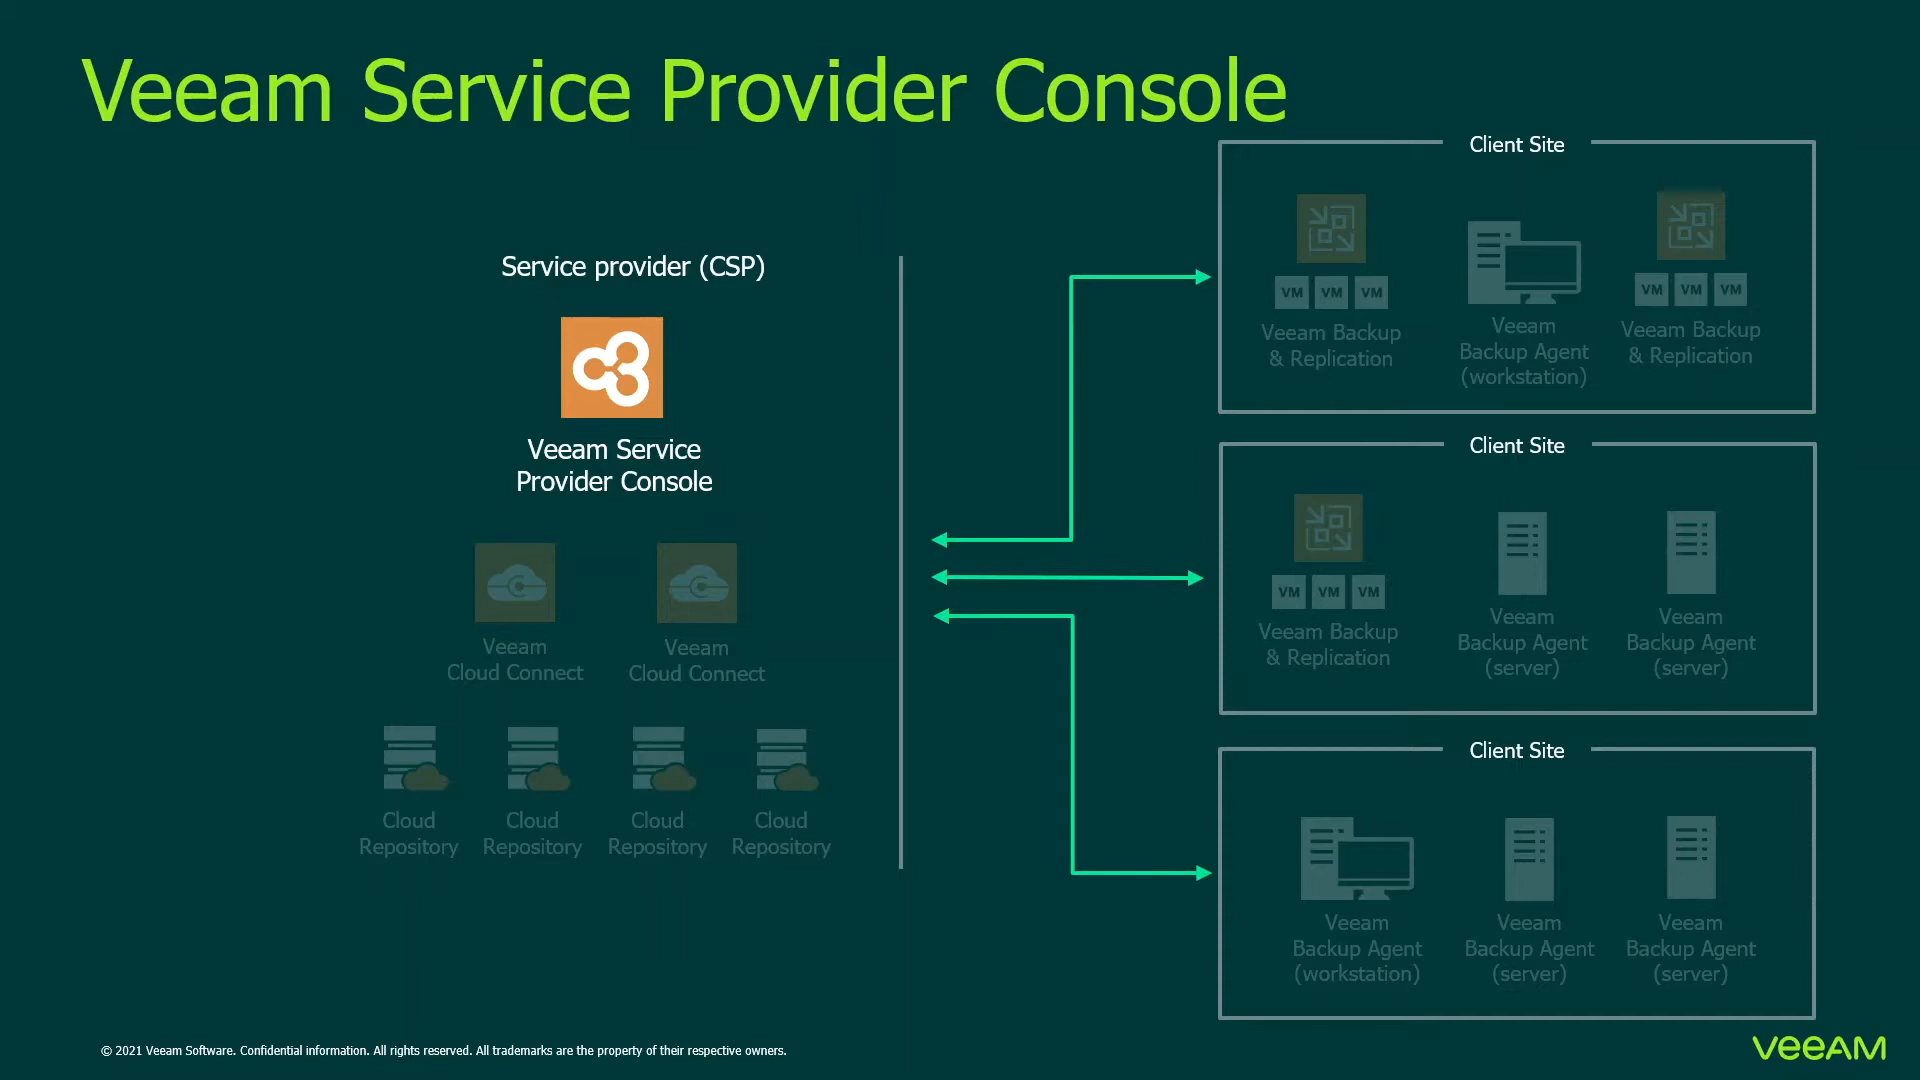 Veeam Service Provider Console
Service provider (CSP)
Veeam Service
Provider Console
Veeam
Cloud Connect
Veeam
Cloud Connect
Cloud
Repository
Cloud
Repository
Cloud
Repository
Cloud
Repository
Client Site
VM VM VM
Veeam Backup
& Replication
Veeam
Backup Agent
(workstation)
VM VM VM
Veeam Backup
& Replication
Client Site
VM VM VM
Veeam Backup
& Replication
Veeam
Backup Agent
(server)
Veeam
Backup Agent
(server)
Client Site
Veeam
Backup Agent
(workstation)
Veeam
Backup Agent
(server)
Veeam
Backup Agent
(server)
© 2021 Veeam Software. Confidential information. All rights reserved. All trademarks are the property of their respective owners.
VeeAM